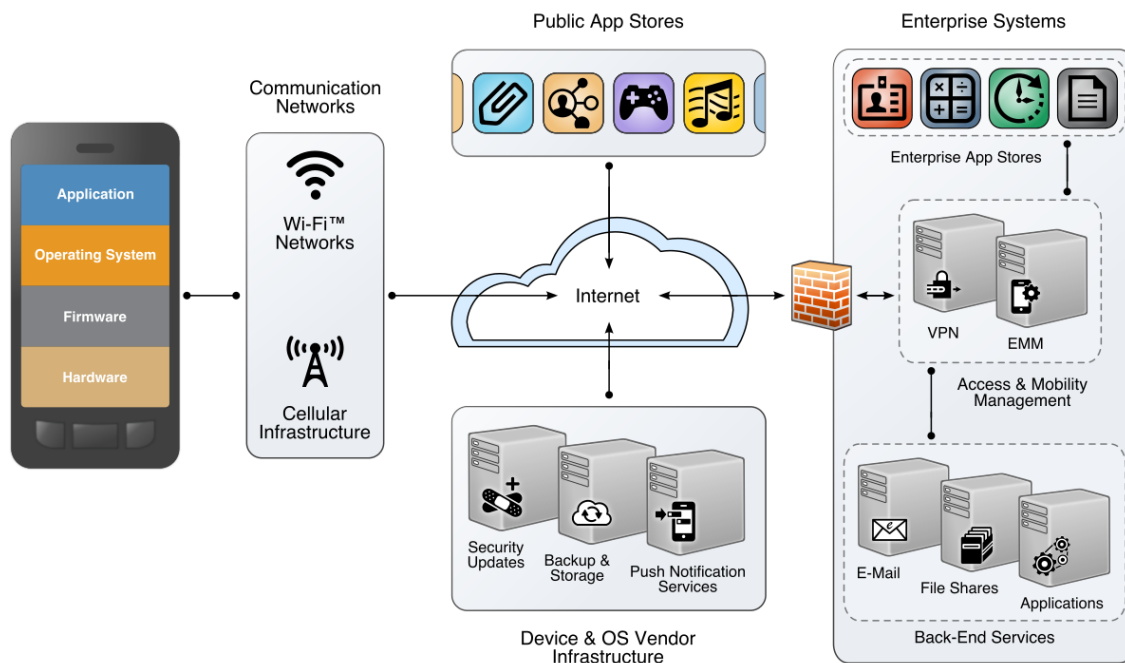 Public App Stores
Enterprise Systems
Communication
Networks
Application
Operating System
Firmware
Hardware
Wi-Fi™
Networks
Cellular
Infrastructure
Internet
Enterprise App Stores
VPN
EMM
Access & Mobility
Management
Security
Updates
Backup &
Storage
Push Notification
Services
Device & OS Vendor
Infrastructure
E-Mail
File Shares
Applications
Back-End Services